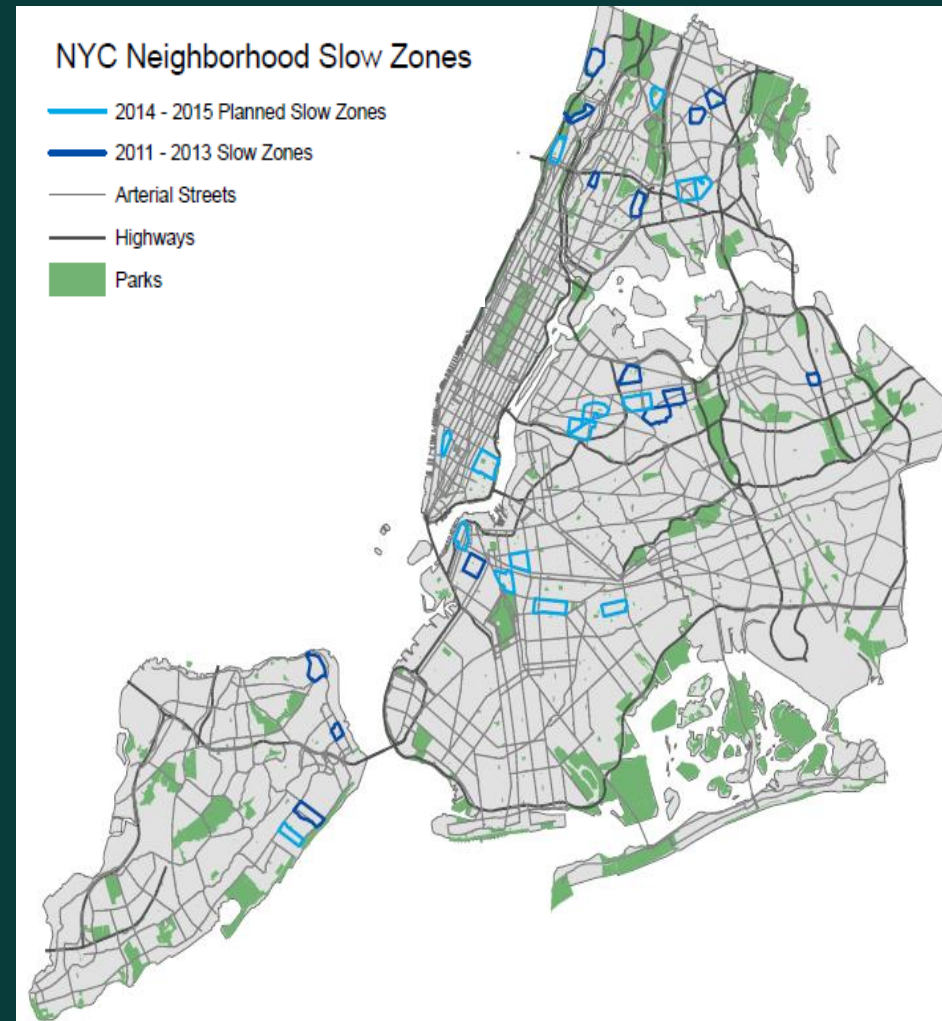 NYC Neighborhood Slow Zones
2014 - 2015 Planned Slow Zones
2011 - 2013 Slow Zones
Arterial Streets
Highways
Parks